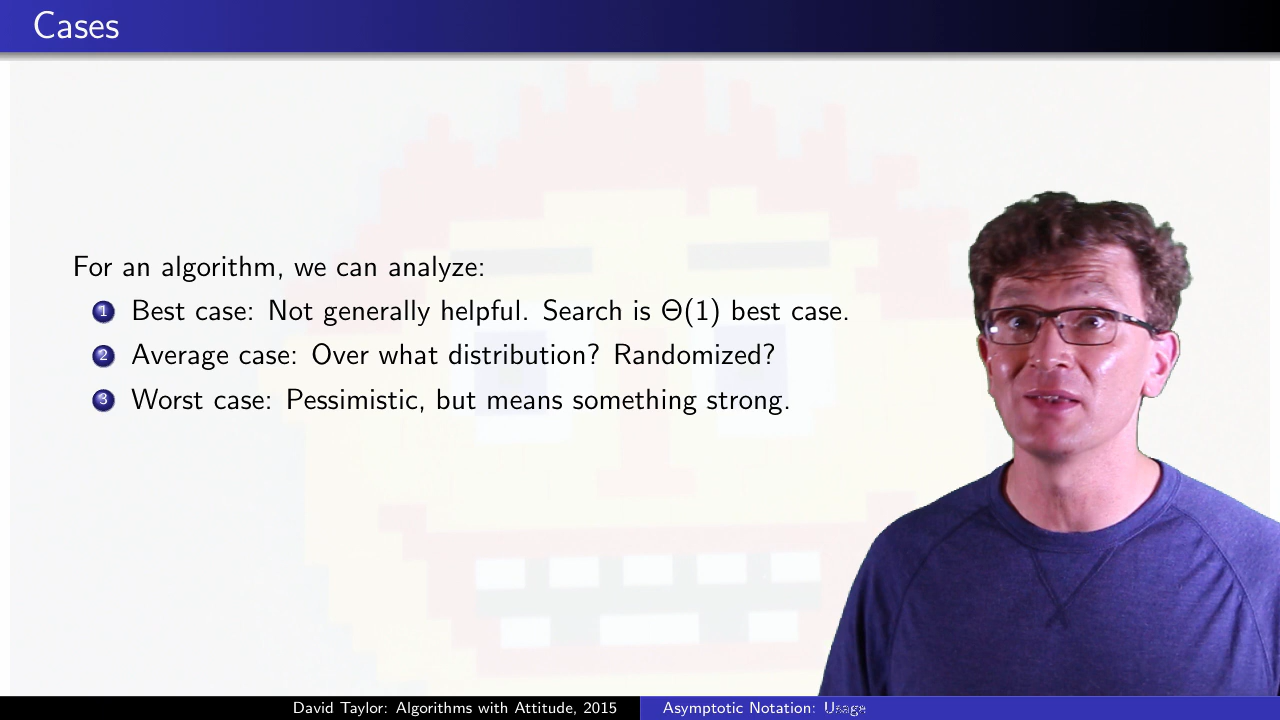 Cases
For an algorithm, we can analyze:
1 Best case: Not generally helpful. Search is Θ(1) best case.
2 Average case: Over what distribution? Randomized?
3 Worst case: Pessimistic, but means something strong.
David Taylor: Algorithms with Attitude, 2015
Asymptotic Notation: Usage